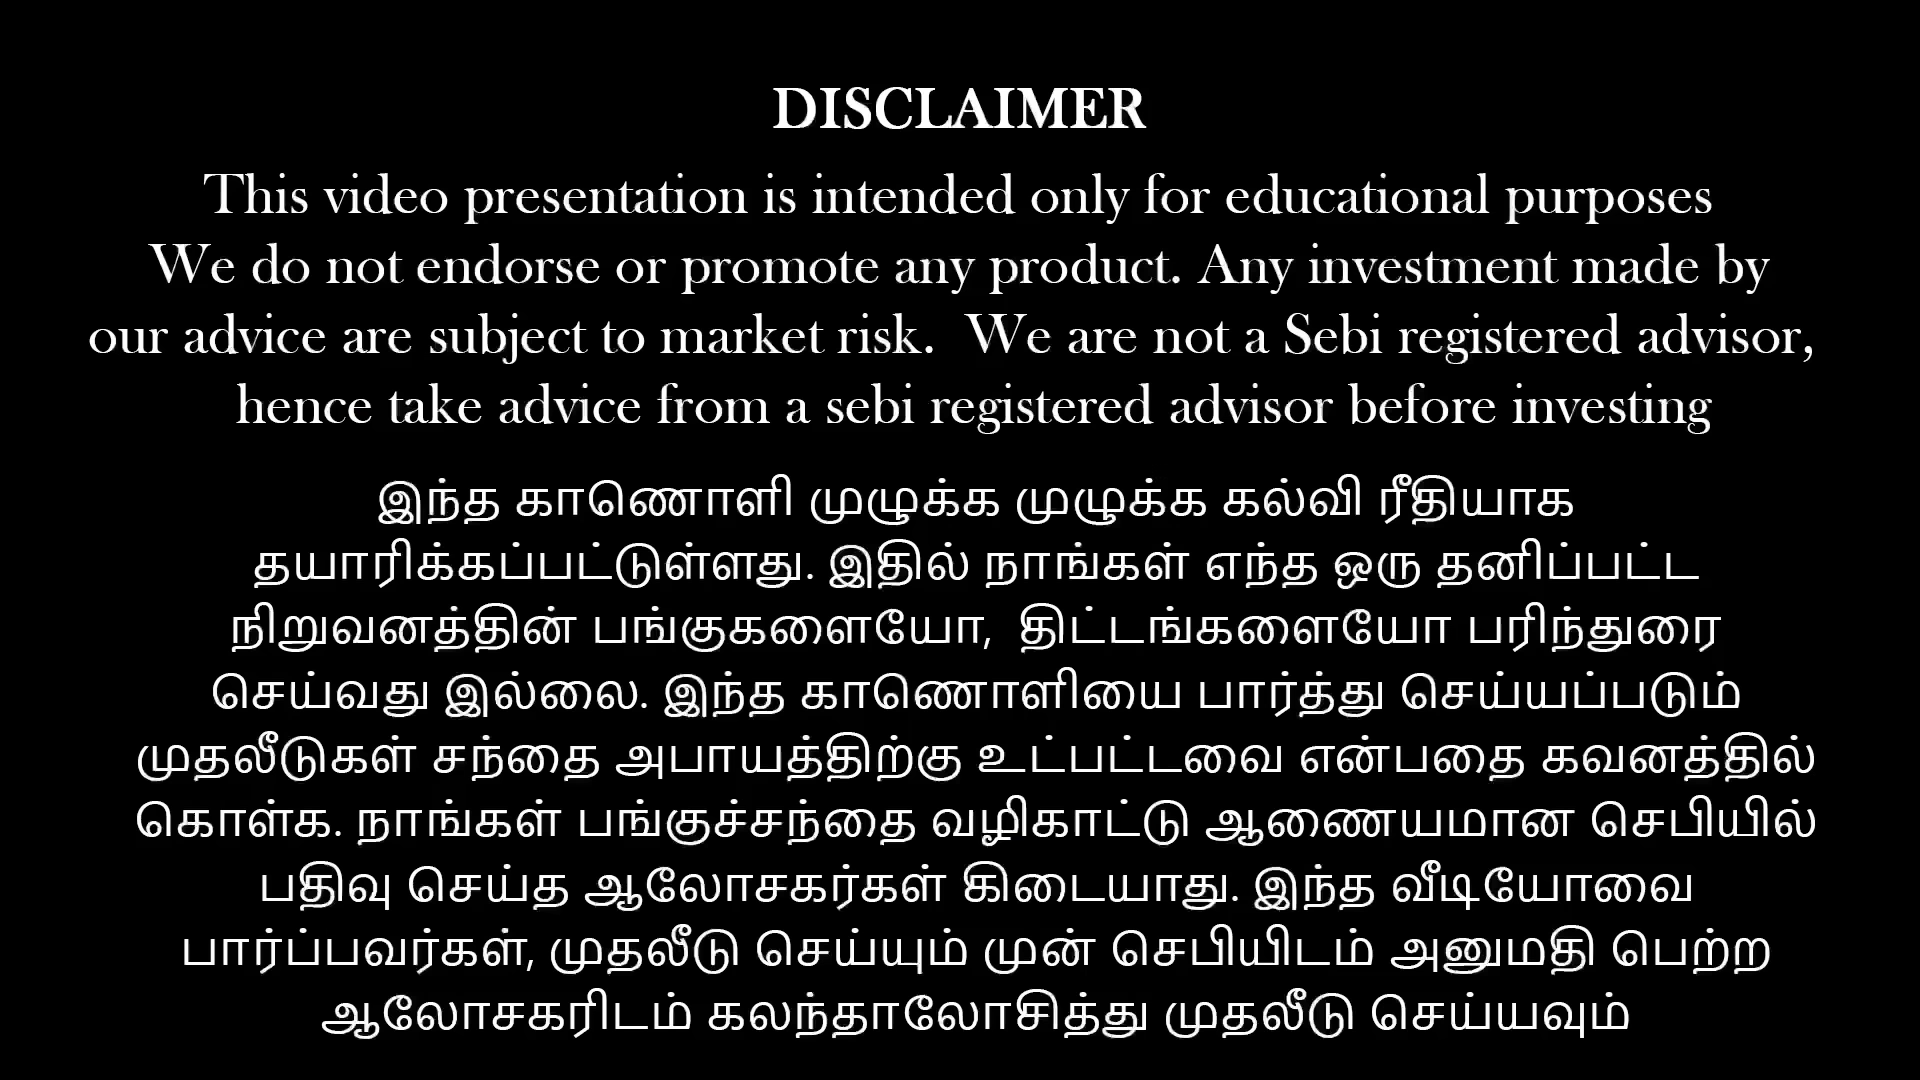 DISCLAIMER
This video presentation is intended only for educational purposes
We do not endorse or promote any product. Any investment made by
our advice are subject to market risk.  We are not a Sebi registered advisor,
hence take advice from a sebi registered advisor before investing
இந்த காணொளி முழுக்க முழுக்க கல்வி ரீதியாக
தயாரிக்கப்பட்டுள்ளது. இதில் நாங்கள் எந்த ஒரு தனிப்பட்ட
நிறுவனத்தின் பங்குகளையோ,  திட்டங்களையோ பரிந்துரை
செய்வது இல்லை. இந்த காணொளியை பார்த்து செய்யப்படும்
முதலீடுகள் சந்தை அபாயத்திற்கு உட்பட்டவை என்பதை கவனத்தில்
கொள்க. நாங்கள் பங்குச்சந்தை வழிகாட்டு ஆணையமான செபியில்
பதிவு செய்த ஆலோசகர்கள் கிடையாது. இந்த வீடியோவை
பார்ப்பவர்கள், முதலீடு செய்யும் முன் செபியிடம் அனுமதி பெற்ற
ஆலோசகரிடம் கலந்தாலோசித்து முதலீடு செய்யவும்